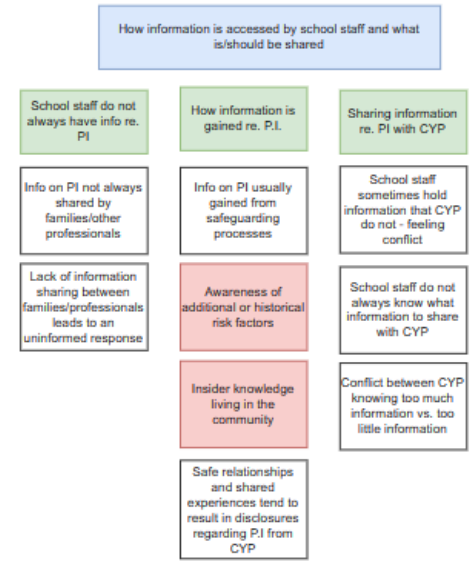 How information is accessed by school staff and what
is/should be shared
School staff do not
always have info re.
PI
Info on PI not always
shared by
families/other
professionals
Lack of information
sharing between
families/professionals
leads to an
uninformed response
How information is
gained re. P.I.
Info on PI usually
gained from
safeguarding
processes
Awareness of
additional or historical
risk factors
Insider knowledge
living in the
community
Safe relationships
and shared
experiences tend to
result in disclosures
regarding P.I from
CYP
Sharing information
re. PI with CYP
School staff
sometimes hold
information that CYP
do not - feeling
conflict
School staff do not
always know what
information to share
with CYP
Conflict between CYP
knowing too much
information vs. too
little information